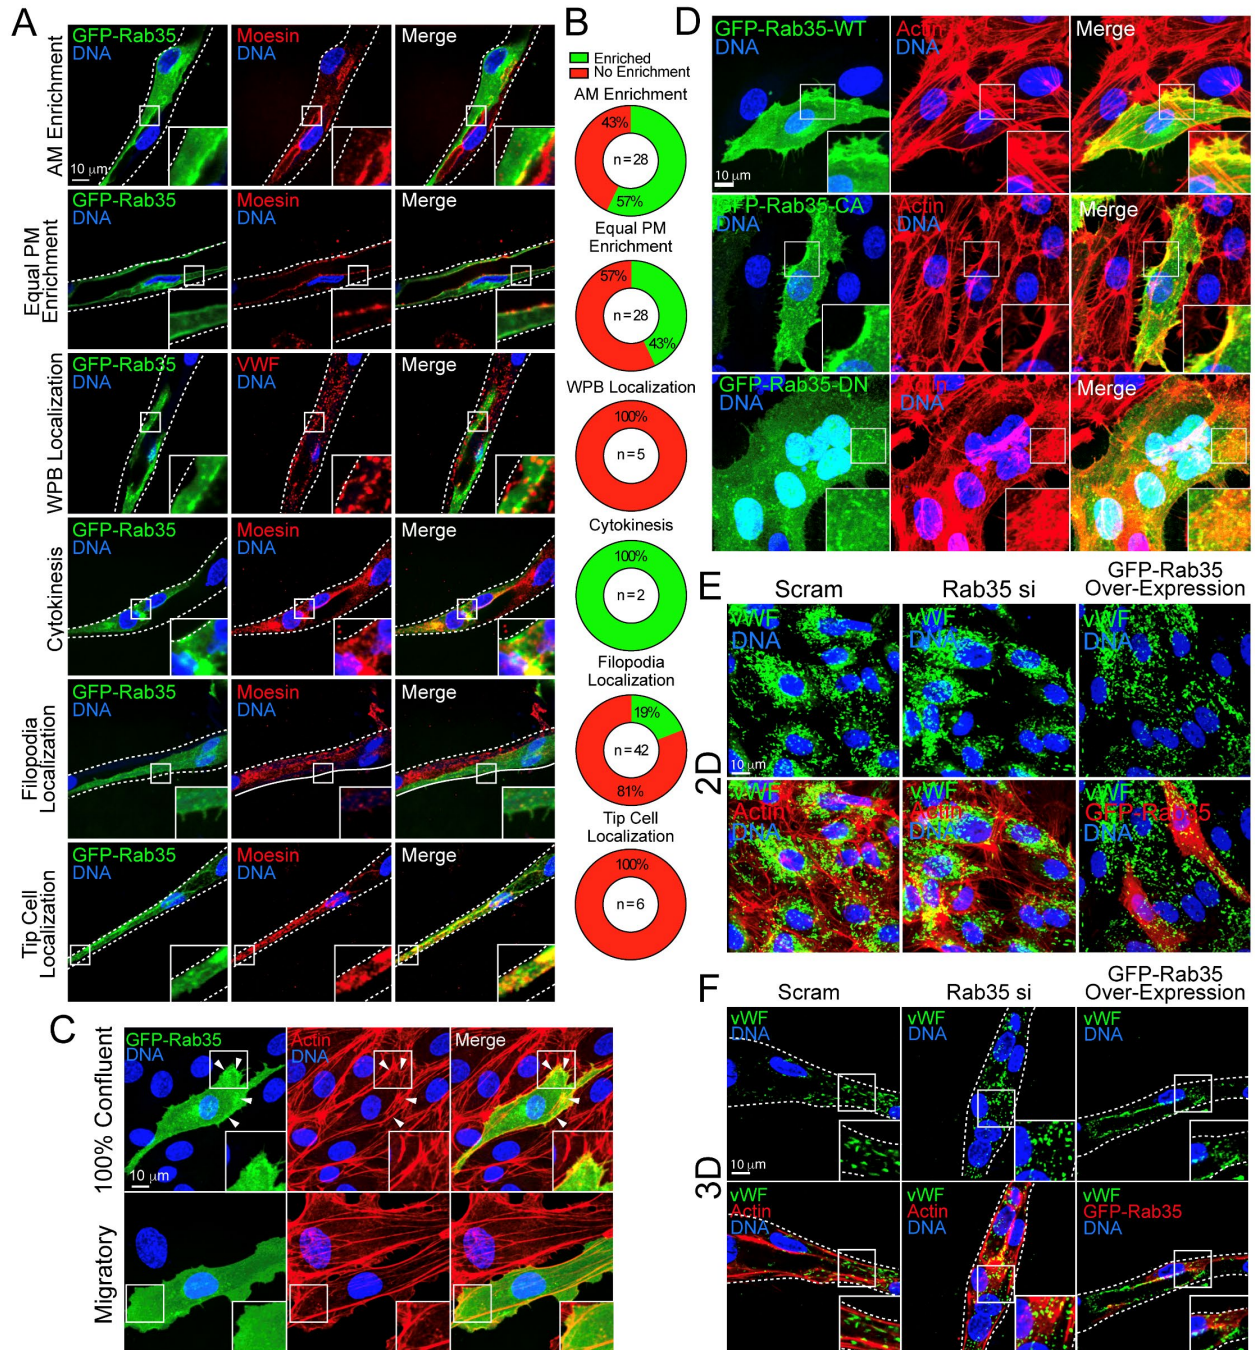 A
AM Enrichment
GFP-Rab35
DNA
10 μm
Moesin
DNA
Merge
Equal PM
Enrichment
GFP-Rab35
DNA
Moesin
DNA
Merge
WPB Localization
GFP-Rab35
DNA
VWF
DNA
Merge
Cytokinesis
GFP-Rab35
DNA
Moesin
DNA
Merge
Filopodia
Localization
GFP-Rab35
DNA
Moesin
DNA
Merge
Tip Cell
Localization
GFP-Rab35
DNA
Moesin
DNA
Merge
B
Enriched
No Enrichment
AM Enrichment
43%
n=28
57%
Equal PM
Enrichment
57%
n=28
43%
WPB Localization
100%
n=5
Cytokinesis
100%
n=2
Filopodia
Localization
19%
n=42
81%
Tip Cell
Localization
100%
n=6
C
100% Confluent
GFP-Rab35
DNA
10 μm
Actin
DNA
Merge
Migratory
D
GFP-Rab35-WT
DNA
10 μm
Actin
DNA
Merge
GFP-Rab35-CA
DNA
Actin
DNA
Merge
GFP-Rab35-DN
DNA
Actin
DNA
Merge
E
Scram
Rab35 si
GFP-Rab35
Over-Expression
2D
vWF
DNA
10 μm
vWF
DNA
vWF
DNA
vWF
Actin
DNA
vWF
Actin
DNA
vWF
GFP-Rab35
DNA
F
Scram
Rab35 si
GFP-Rab35
Over-Expression
3D
vWF
DNA
10 μm
vWF
DNA
vWF
DNA
vWF
Actin
DNA
vWF
Actin
DNA
vWF
GFP-Rab35
DNA